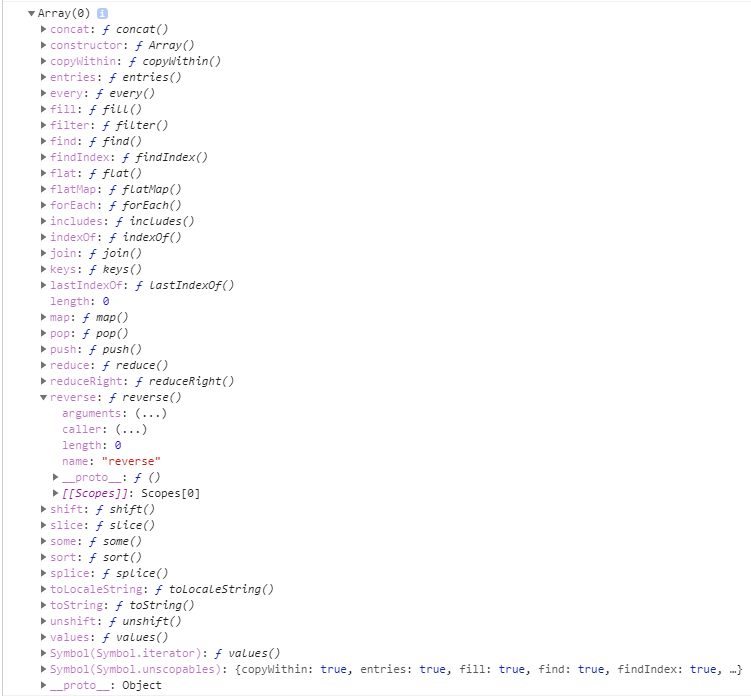 Array(0) i
concat: ƒ concat()
constructor: ƒ Array()
copyWithin: ƒ copyWithin()
entries: ƒ entries()
every: ƒ every()
fill: ƒ fill()
filter: ƒ filter()
find: ƒ find()
findIndex: ƒ findIndex()
flat: ƒ flat()
flatMap: ƒ flatMap()
forEach: ƒ forEach()
includes: ƒ includes()
indexOf: ƒ indexOf()
join: ƒ join()
keys: ƒ keys()
lastIndexOf: ƒ lastIndexOf()
length: 0
map: ƒ map()
pop: ƒ pop()
push: ƒ push()
reduce: ƒ reduce()
reduceRight: ƒ reduceRight()
reverse: ƒ reverse()
arguments: (...)
caller: (...)
length: 0
name: "reverse"
__proto__: ƒ ()
[[Scopes]]: Scopes[0]
shift: ƒ shift()
slice: ƒ slice()
some: ƒ some()
sort: ƒ sort()
splice: ƒ splice()
toLocaleString: ƒ toLocaleString()
toString: ƒ toString()
unshift: ƒ unshift()
values: ƒ values()
Symbol(Symbol.iterator): ƒ values()
Symbol(Symbol.unscopables): {copyWithin: true, entries: true, fill: true, find: true, findIndex: true, …}
__proto__: Object